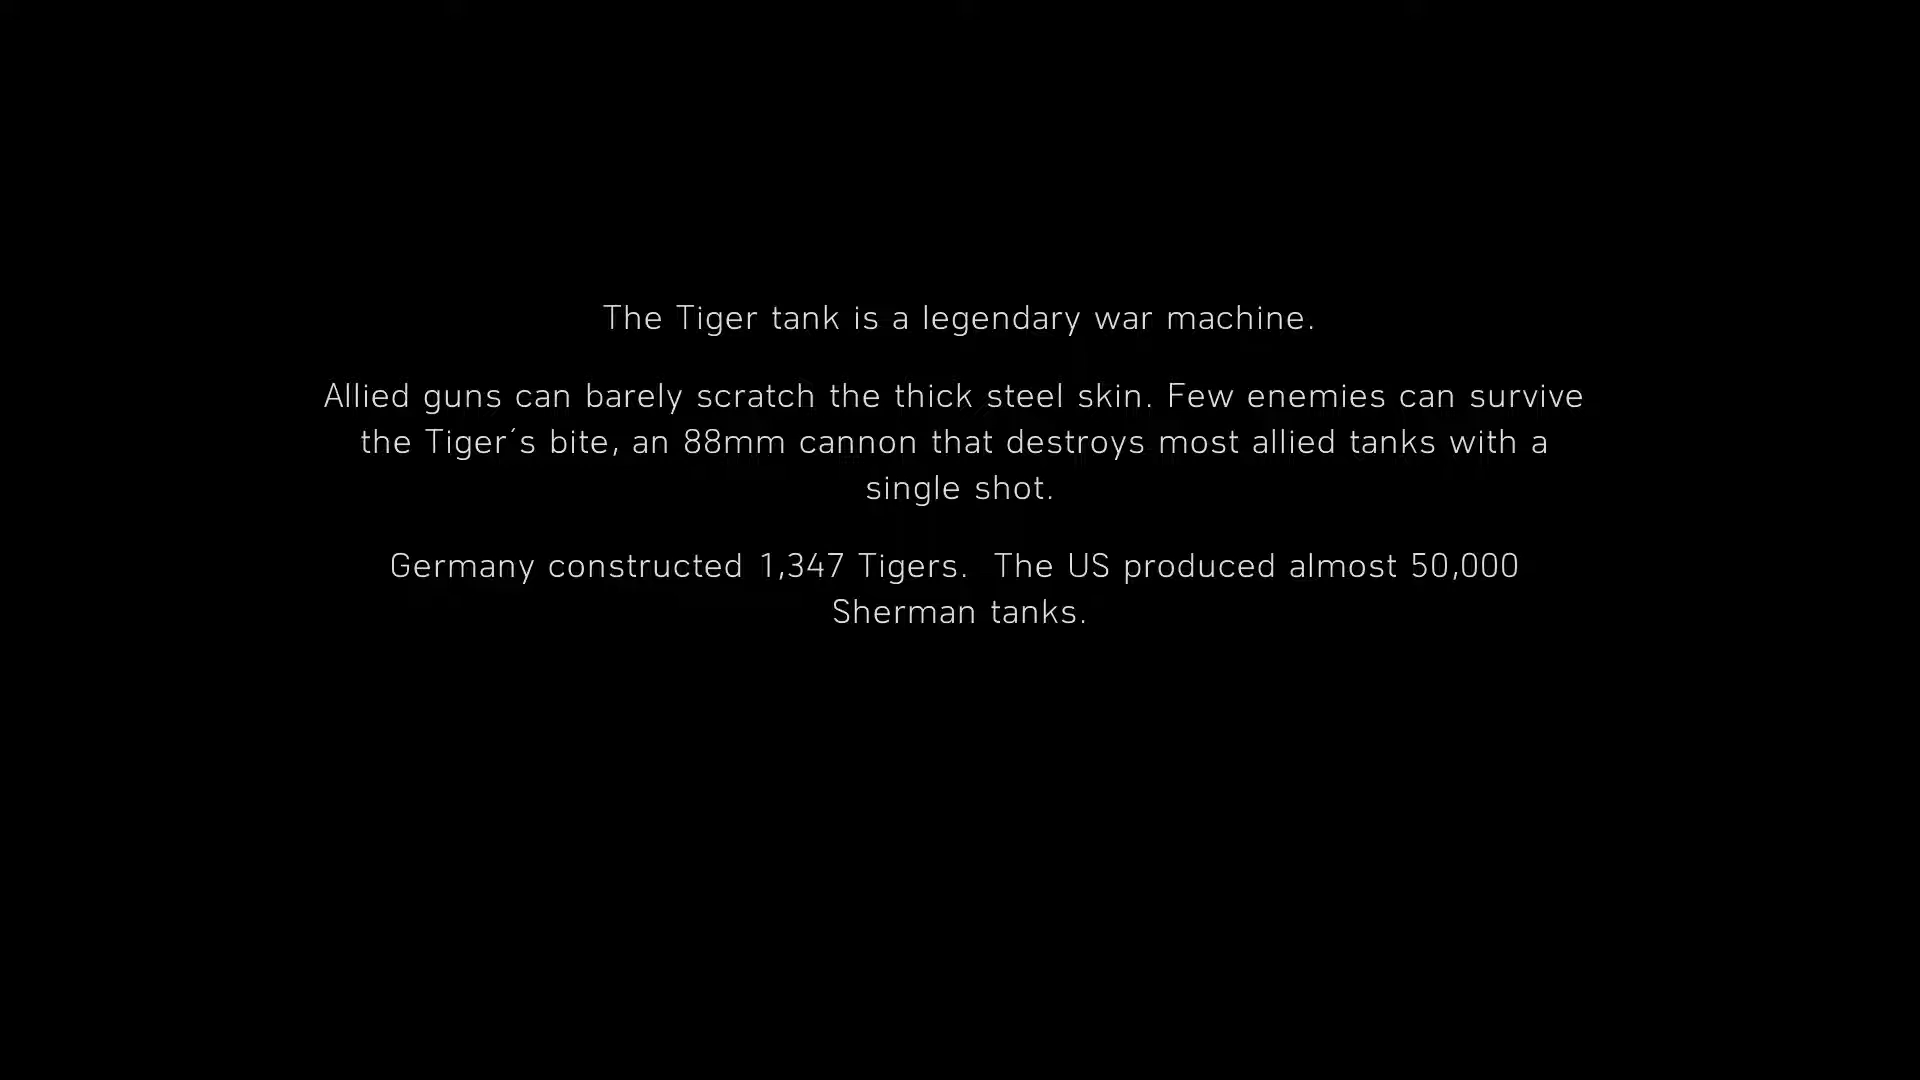 The Tiger tank is a legendary war machine.
Allied guns can barely scratch the thick steel skin. Few enemies can survive
the Tiger´s bite, an 88mm cannon that destroys most allied tanks with a
single shot.
Germany constructed 1,347 Tigers.  The US produced almost 50,000
Sherman tanks.